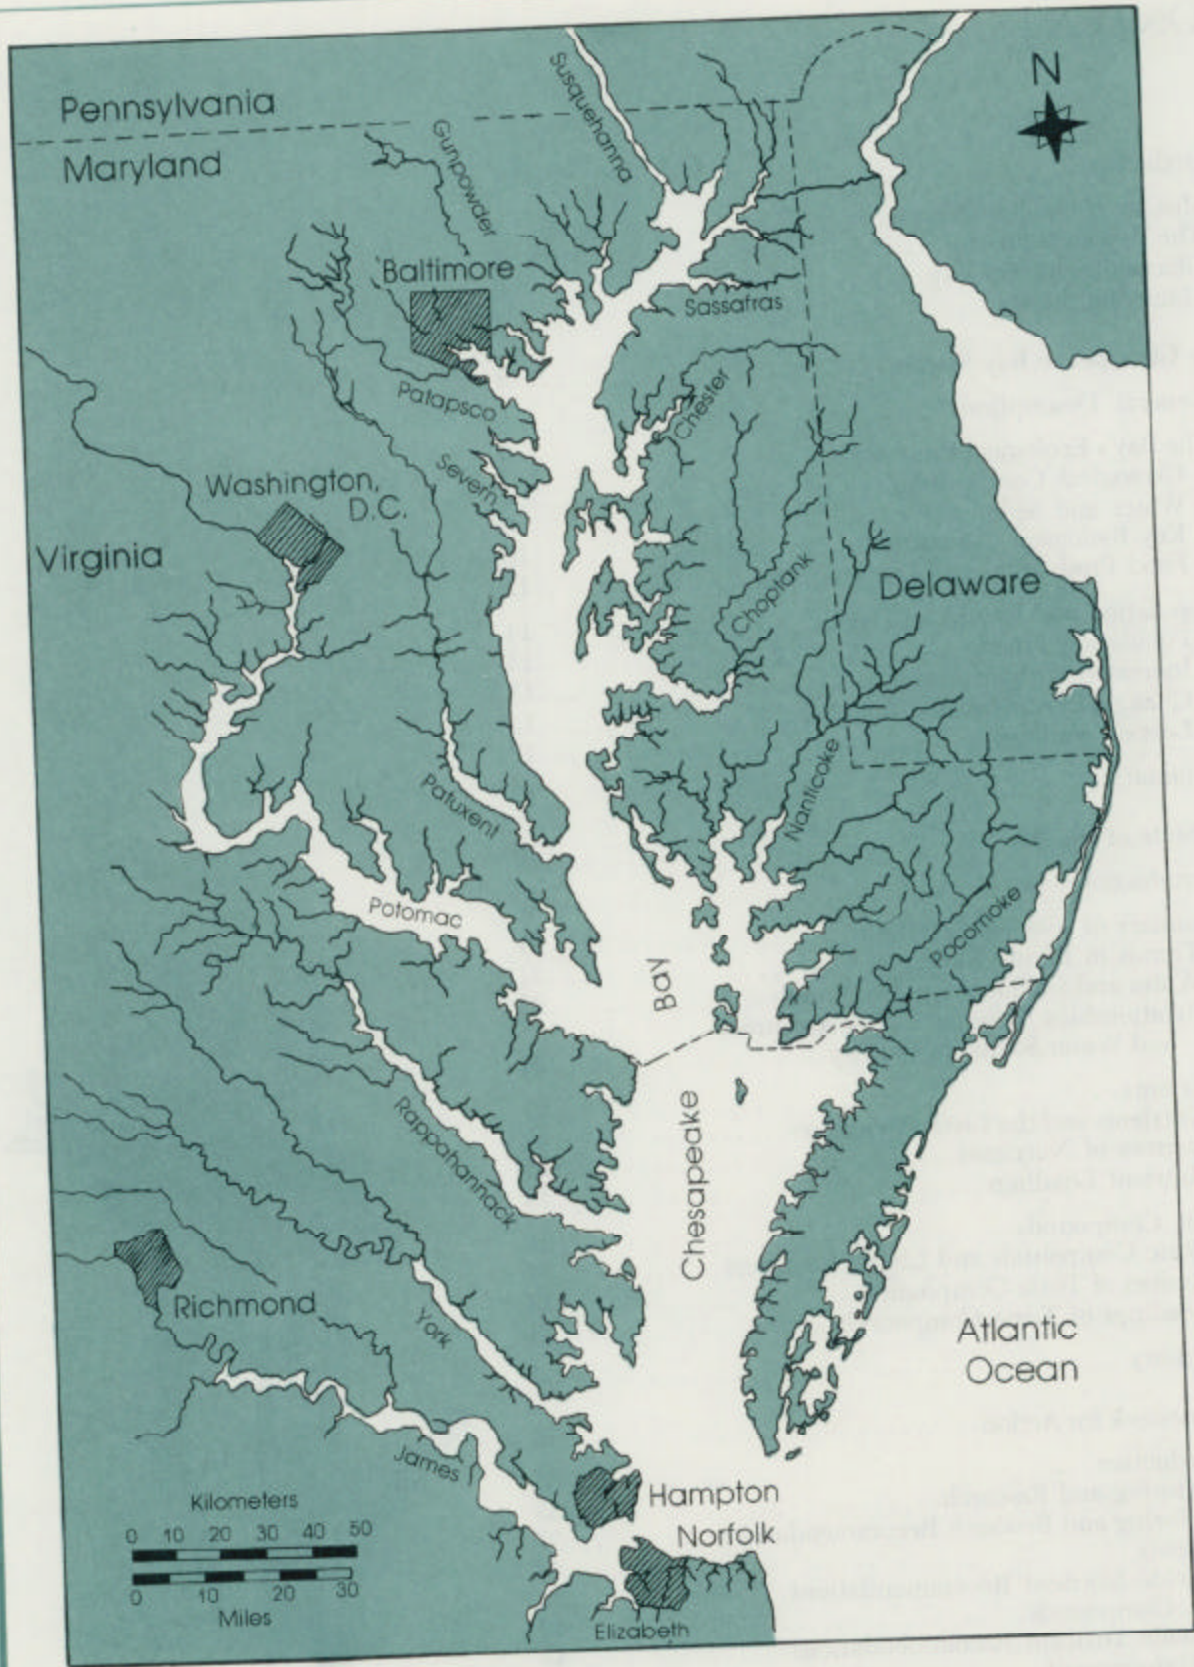 N
Pennsylvania
Maryland
Susquehanna
Gunpowder
Baltimore
Sassafras
Patapsco
Chester
Severn
Washington,
D.C.
Virginia
Choptank
Delaware
Patuxent
Nanticoke
Potomac
Pocomoke
Chesapeake Bay
Rappahannack
Richmond
York
Atlantic
Ocean
James
Hampton
Norfolk
Elizabeth
Kilometers
0 10 20 30 40 50
0 10 20 30
Miles